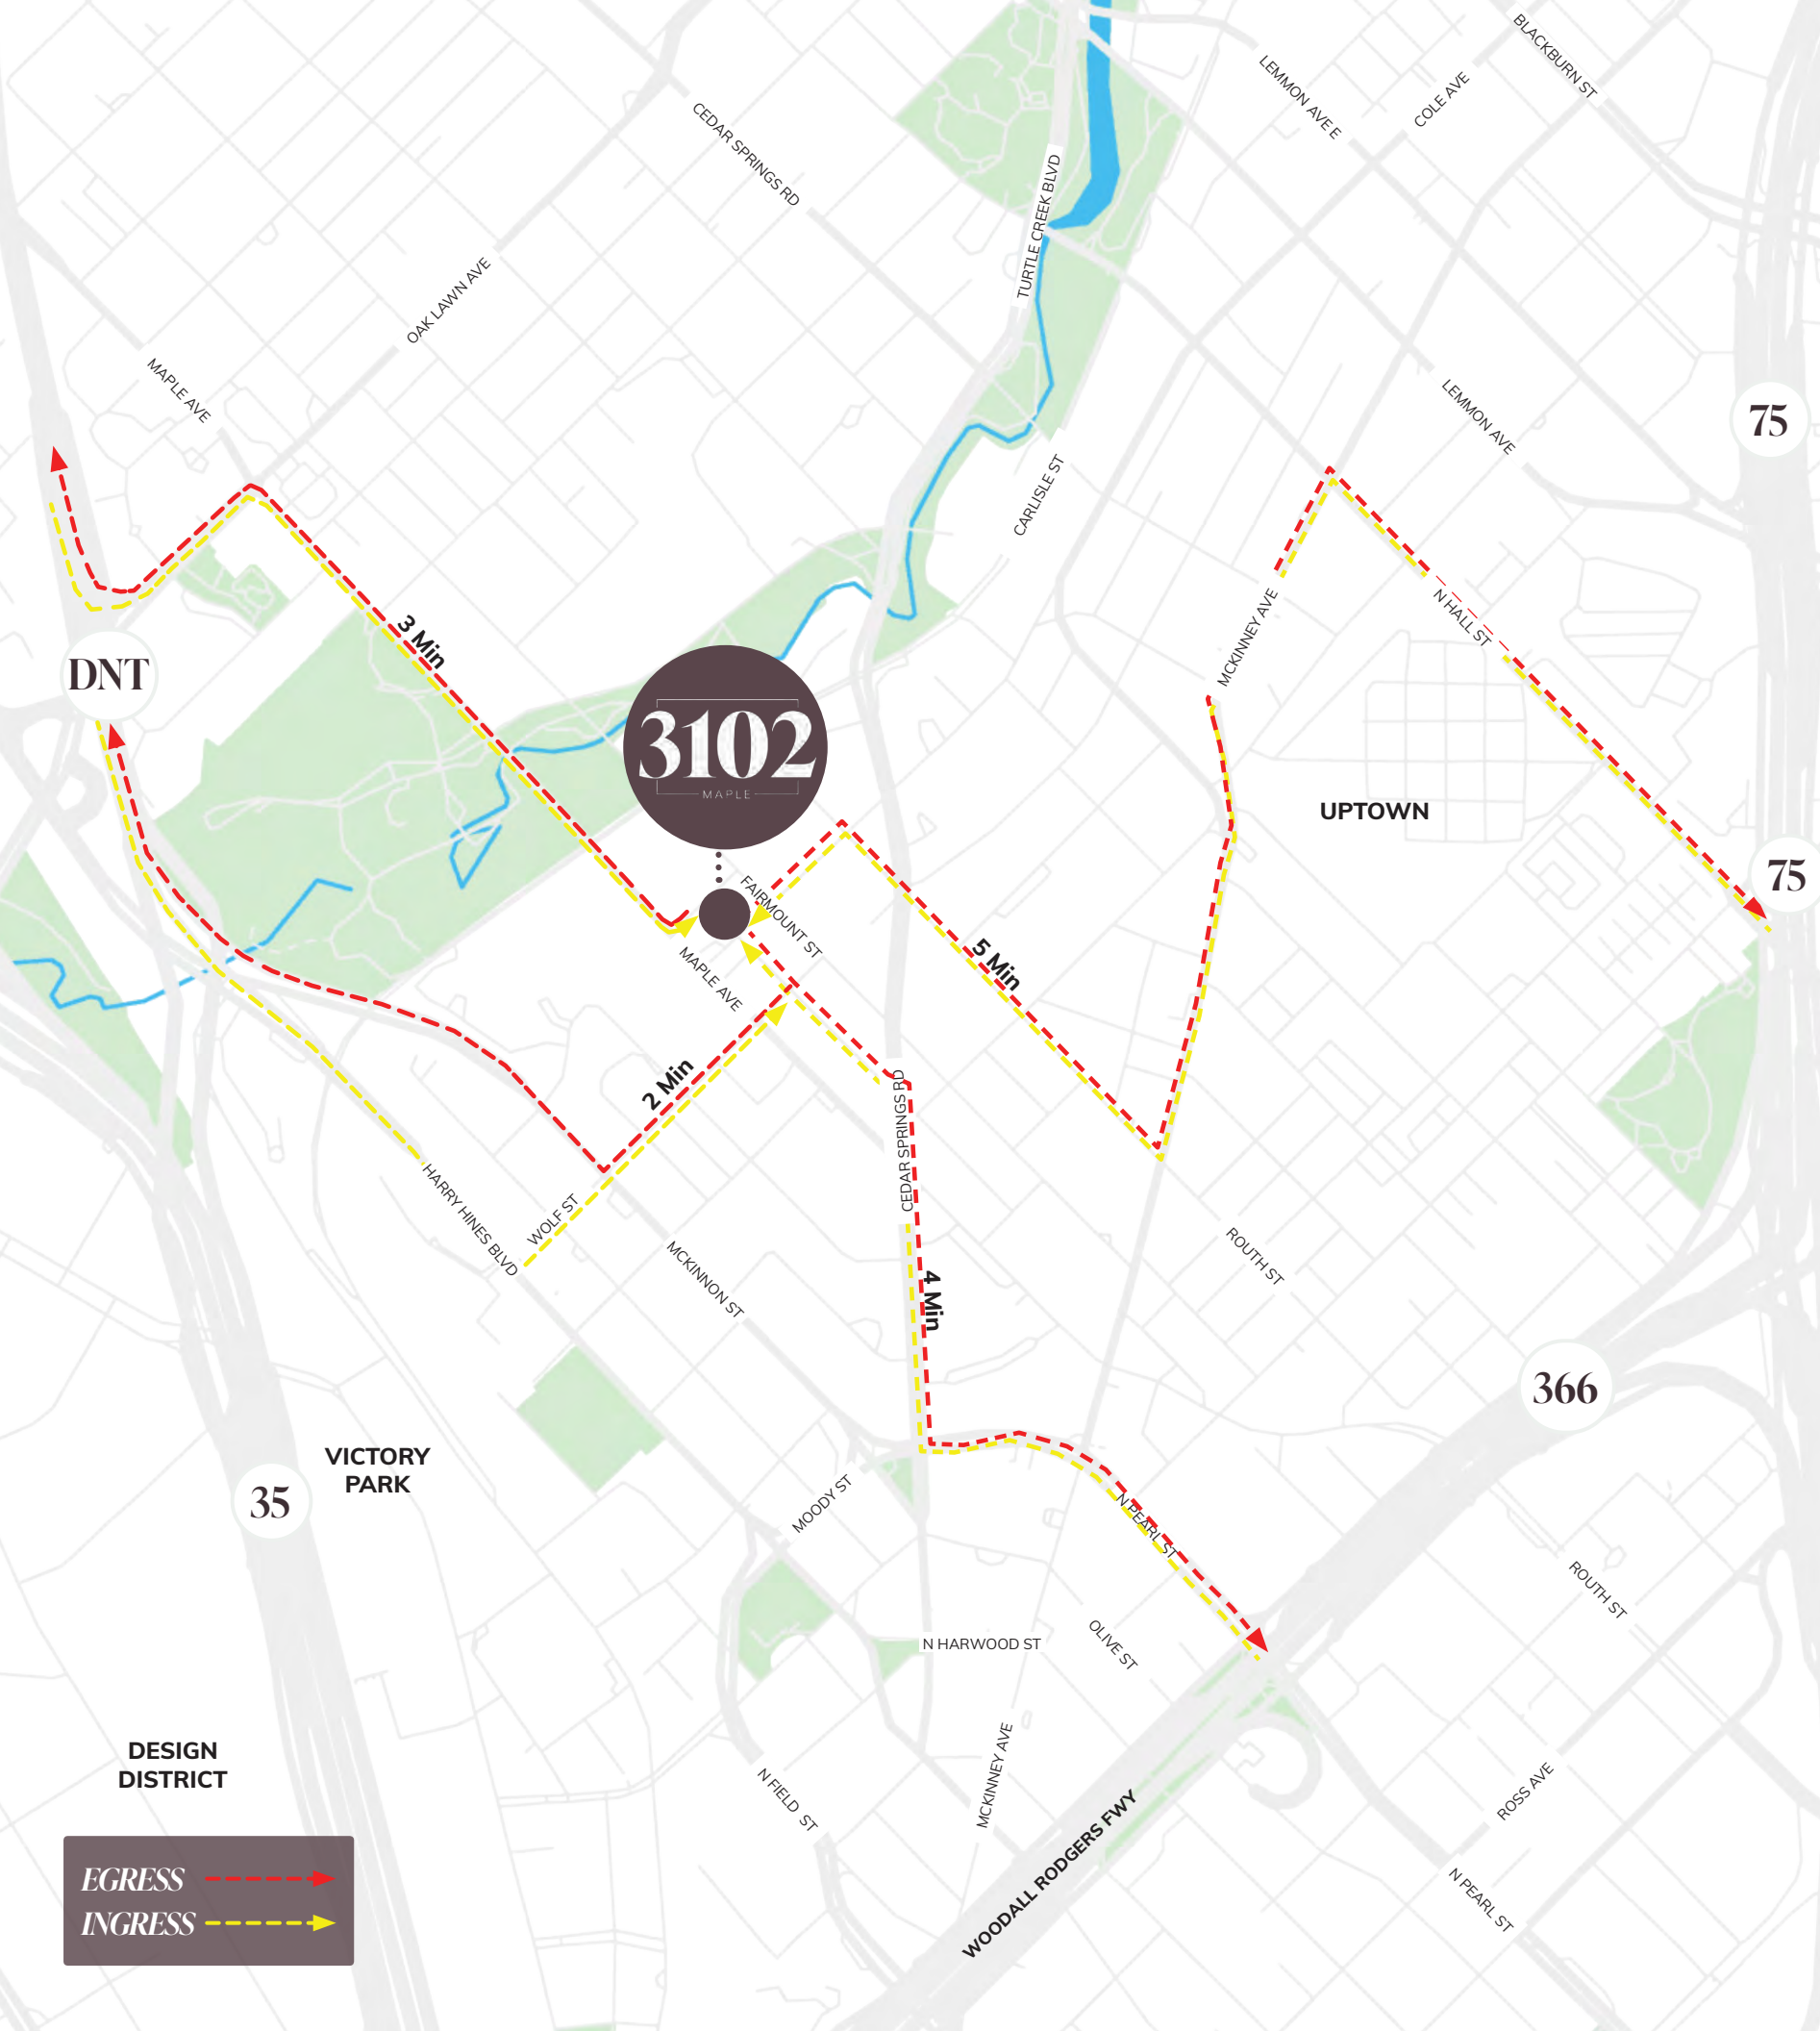 BLACKBURN ST
LEMMON AVE E
COLE AVE
CEDAR SPRINGS RD
TURTLE CREEK BLVD
OAK LAWN AVE
MAPLE AVE
LEMMON AVE
75
CARLISLE ST
3 Min
N HALL ST
MCKINNEY AVE
DNT
3102
MAPLE
UPTOWN
75
FAIRMOUNT ST
MAPLE AVE
5 Min
2 Min
CEDAR SPRINGS RD
HARRY HINES BLVD
WOLF ST
MCKINNON ST
ROUTH ST
4 Min
366
VICTORY
PARK
35
MOODY ST
N PEARL ST
ROUTH ST
N HARWOOD ST
OLIVE ST
DESIGN
DISTRICT
N FIELD ST
MCKINNEY AVE
WOODALL RODGERS FWY
ROSS AVE
N PEARL ST
EGRESS
INGRESS